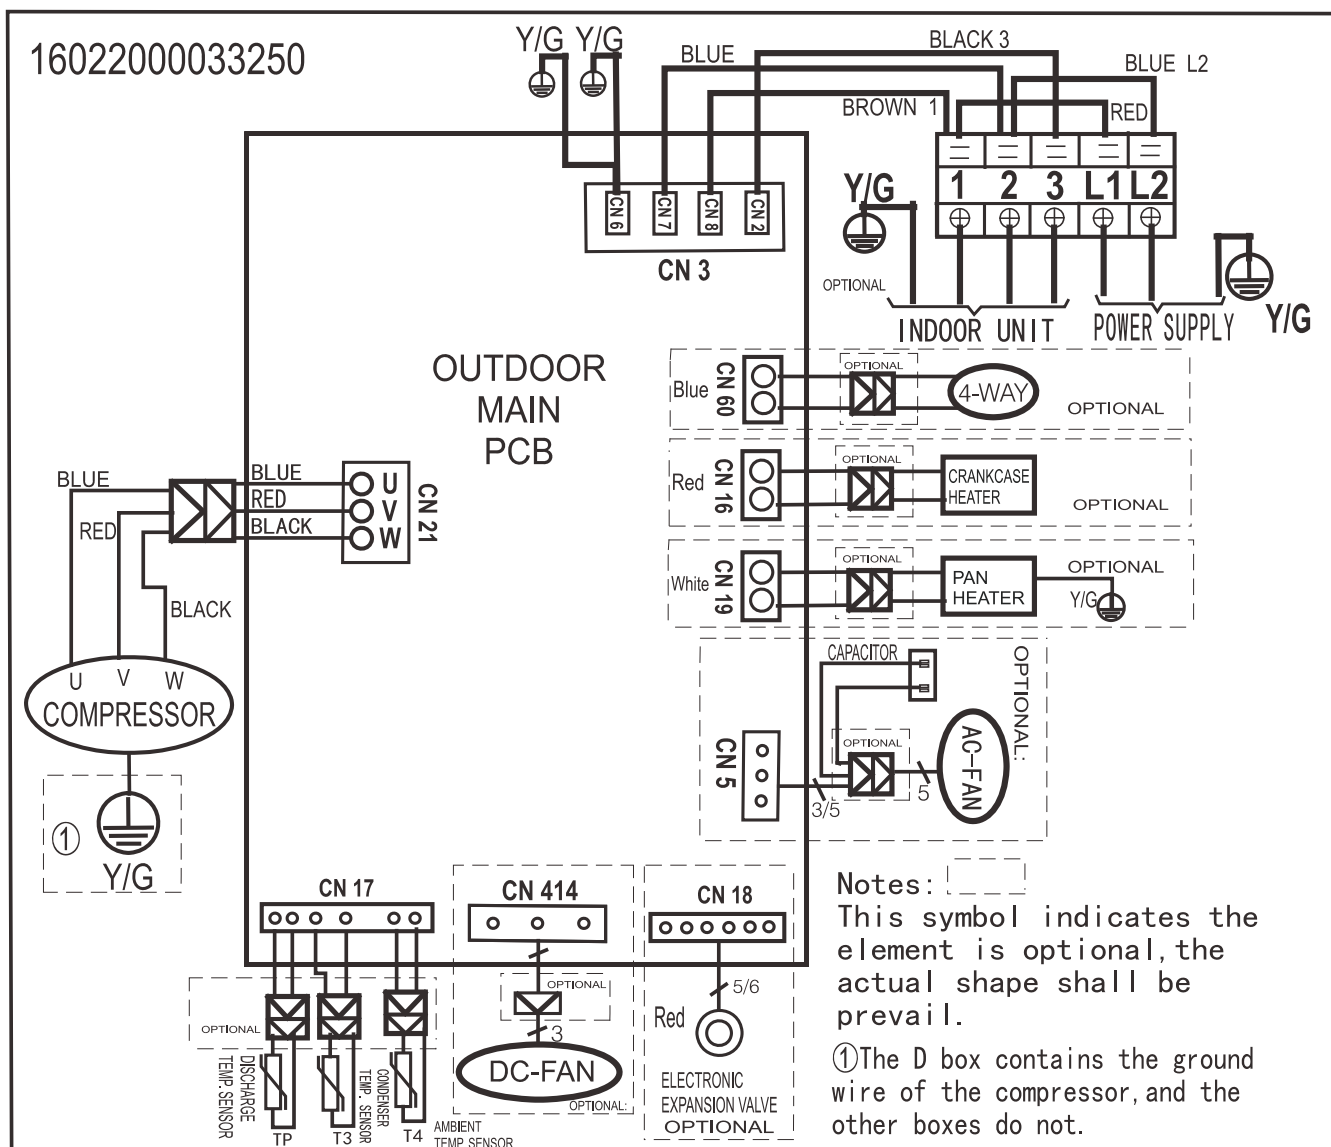 16022000033250
Y/G Y/G
BLUE
BLACK 3
BLUE L2
BROWN 1
RED
Y/G
1 2 3 L1 L2
CN 6
CN 7
CN 8
CN 2
CN 3
OPTIONAL
INDOOR UNIT
POWER SUPPLY
Y/G
OUTDOOR
MAIN
PCB
Blue
CN 60
OPTIONAL
4-WAY
OPTIONAL
Red
CN 16
OPTIONAL
CRANKCASE
HEATER
OPTIONAL
White
CN 19
OPTIONAL
PAN
HEATER
OPTIONAL
Y/G
BLUE
RED
BLACK
BLUE
RED
BLACK
U
V
W
CN 21
U V W
COMPRESSOR
①
Y/G
CAPACITOR
OPTIONAL:
CN 5
OPTIONAL
3/5
5
AC-FAN
CN 17
OPTIONAL
DISCHARGE
TEMP. SENSOR
TP
CONDENSER
TEMP. SENSOR
T3
T4
AMBIENT
TEMP. SENSOR
CN 414
OPTIONAL
3
DC-FAN
OPTIONAL:
CN 18
5/6
Red
ELECTRONIC
EXPANSION VALVE
OPTIONAL
Notes:
This symbol indicates the
element is optional, the
actual shape shall be
prevail.
①The D box contains the ground
wire of the compressor, and the
other boxes do not.